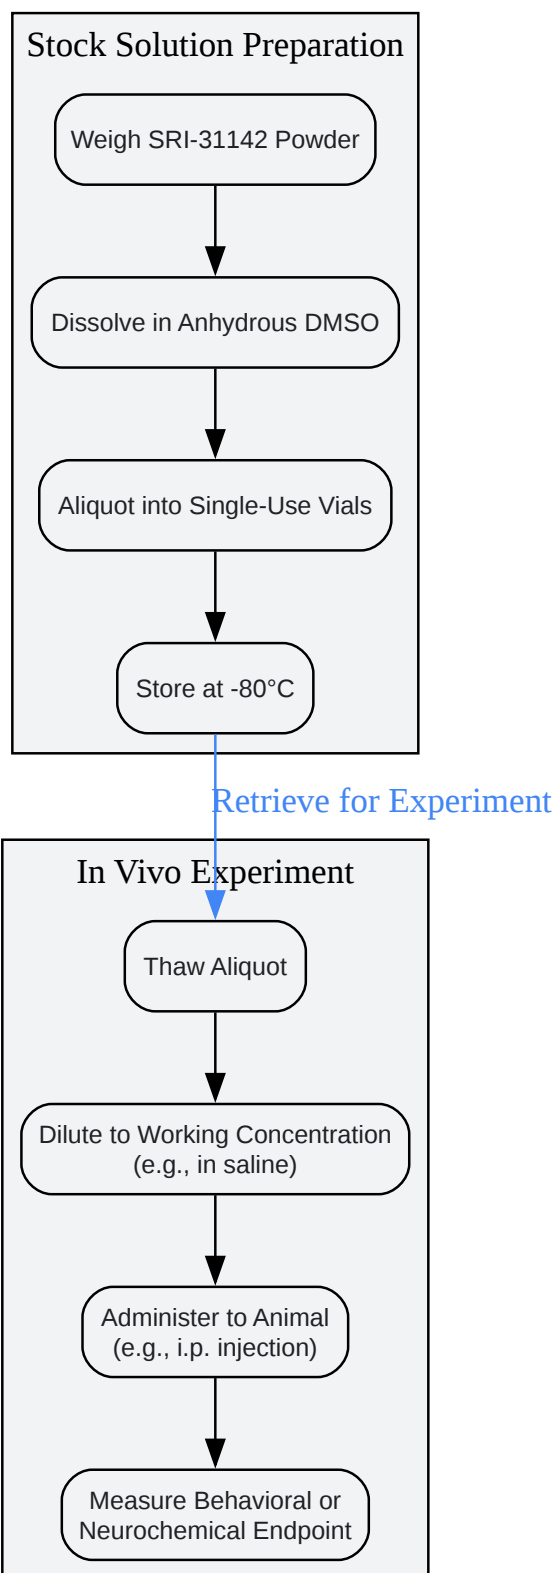 Stock Solution Preparation
Weigh SRI-31142 Powder
Dissolve in Anhydrous DMSO
Aliquot into Single-Use Vials
Store at -80°C
Retrieve for Experiment
In Vivo Experiment
Thaw Aliquot
Dilute to Working Concentration
(e.g., in saline)
Administer to Animal
(e.g., i.p. injection)
Measure Behavioral or
Neurochemical Endpoint